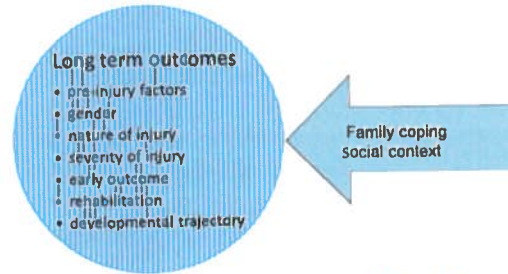 Long term outcomes
• pre-injury factors
• gender
• nature of injury
• severity of injury
• early outcome
• rehabilitation
• developmental trajectory
Family coping
social context